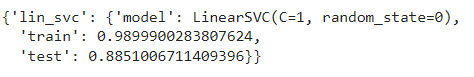 {'lin_svc': {'model': LinearSVC(C=1, random_state=0),
'train': 0.9899900283807624,
'test': 0.8851006711409396}}